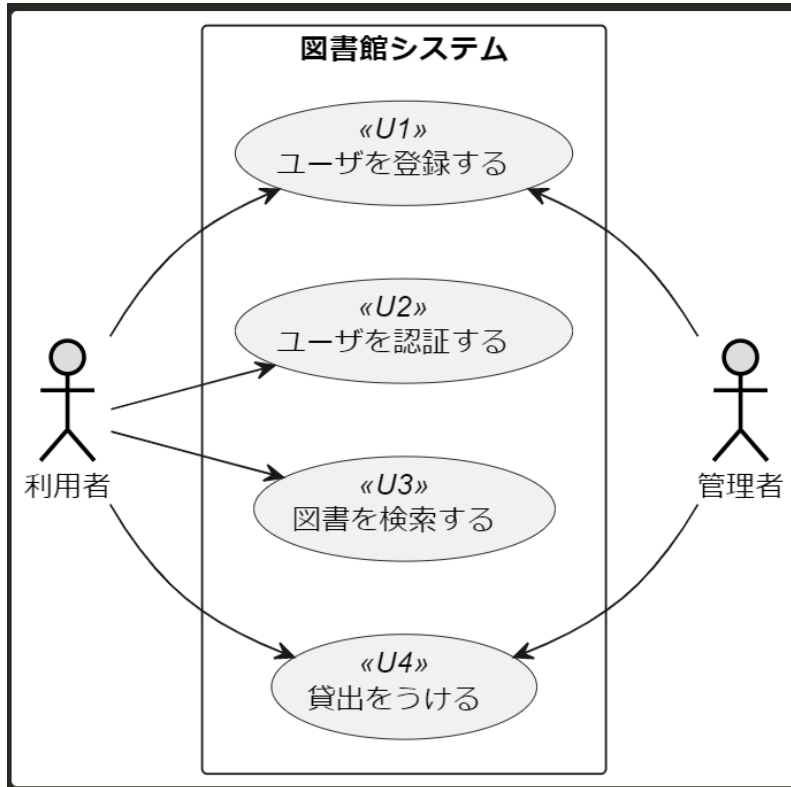 図書館システム
«U1»
ユーザを登録する
«U2»
ユーザを認証する
«U3»
図書を検索する
«U4»
貸出をうける
利用者
管理者